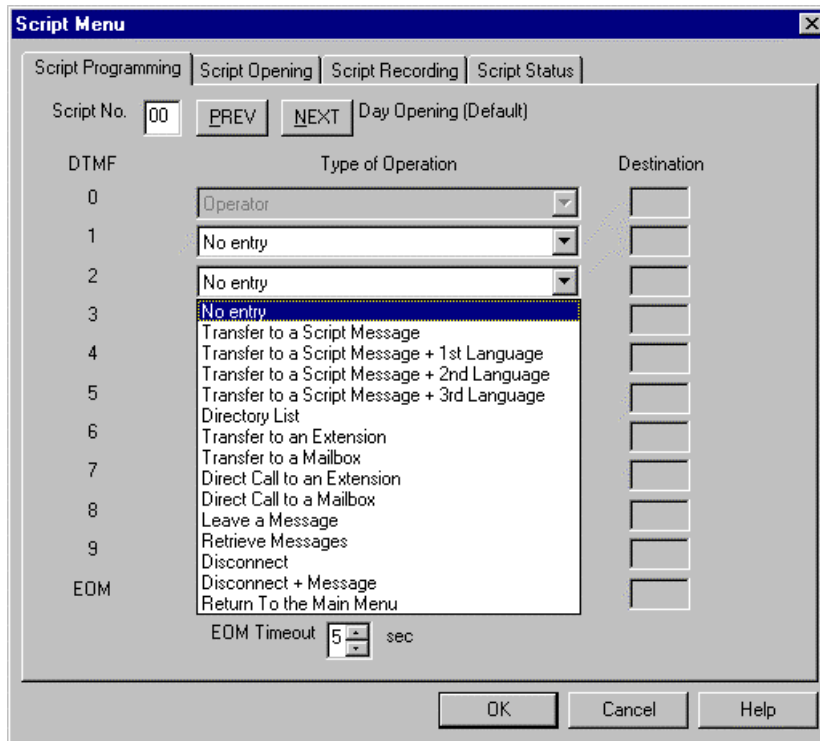 Script Menu
Script Programming Script Opening Script Recording Script Status
Script No. 00 PREV NEXT Day Opening (Default)
DTMF Type of Operation Destination
0 Operator
1 No entry
2 No entry
3 No entry
Transfer to a Script Message
4 Transfer to a Script Message + 1st Language
Transfer to a Script Message + 2nd Language
5 Transfer to a Script Message + 3rd Language
Directory List
6 Transfer to an Extension
Transfer to a Mailbox
7 Direct Call to an Extension
Direct Call to a Mailbox
8 Leave a Message
Retrieve Messages
9 Disconnect
EOM Disconnect + Message
Return To the Main Menu
EOM Timeout 5 sec
OK Cancel Help